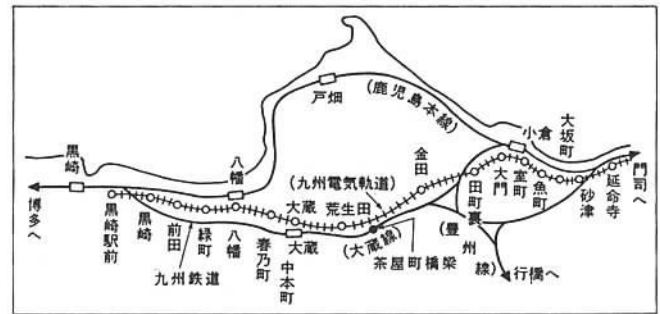 戸畑
(鹿児島本線)
小倉
大坂町
門司へ
黒崎
八幡
博多へ
(九州電気軌道)
金田
大門
室町
魚町
砂津
延命寺
田町裏
黒崎駅前
黒崎
前田
緑町
八幡
春乃町
大蔵
中本町
大蔵
荒生田
(大蔵線)
茶屋町橋梁
(豊州線)
行橋へ
九州鉄道